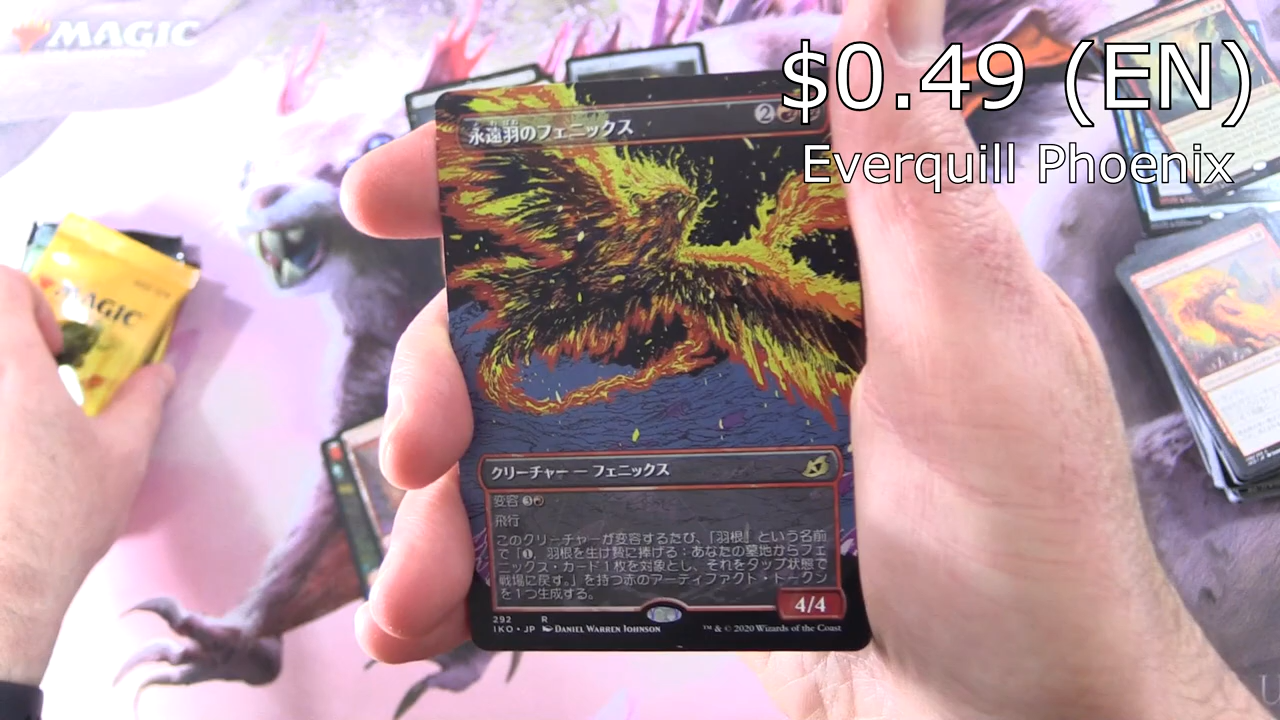 MAGIC
$0.49 (EN)
Everquill Phoenix
永遠羽のフェニックス
2
クリーチャー — フェニックス
変容 3
飛行
このクリーチャーが変容するたび、「羽根」という名前
で「1, 羽根を生け贄に捧げる:あなたの墓地からフェ
ニックス・カード1枚を対象とし、それをタップ状態で
戦場に戻す。」を持つ赤のアーティファクト・トークン
を1つ生成する。
4/4
292 R
IKO • JP DANIEL WARREN JOHNSON
™ & © 2020 Wizards of the Coast
MAGIC